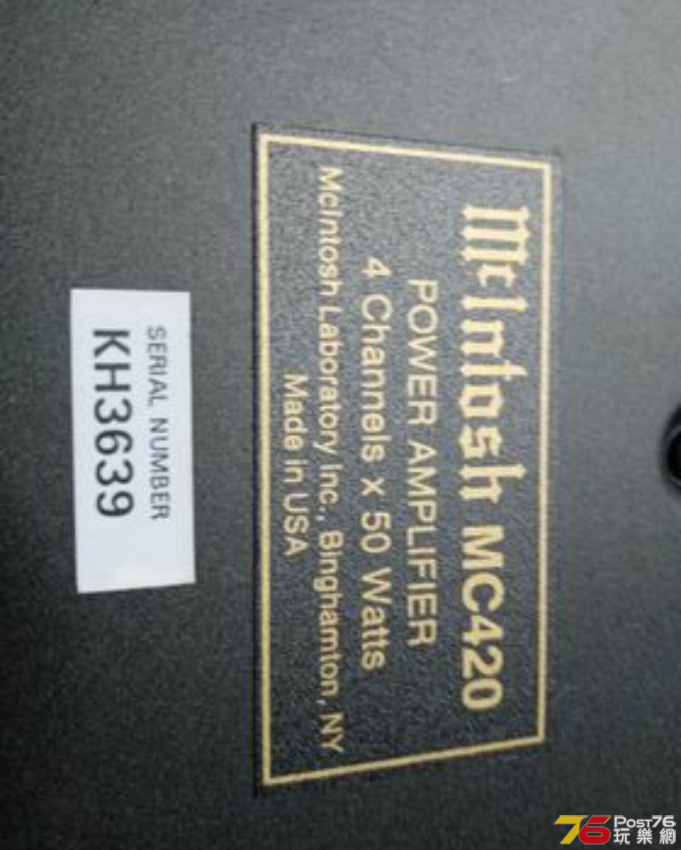 McIntosh MC420
POWER AMPLIFIER
4 Channels x 50 Watts
McIntosh Laboratory Inc., Binghamton, NY
Made in USA
SERIAL NUMBER
KH3639
76 Post76
玩樂網